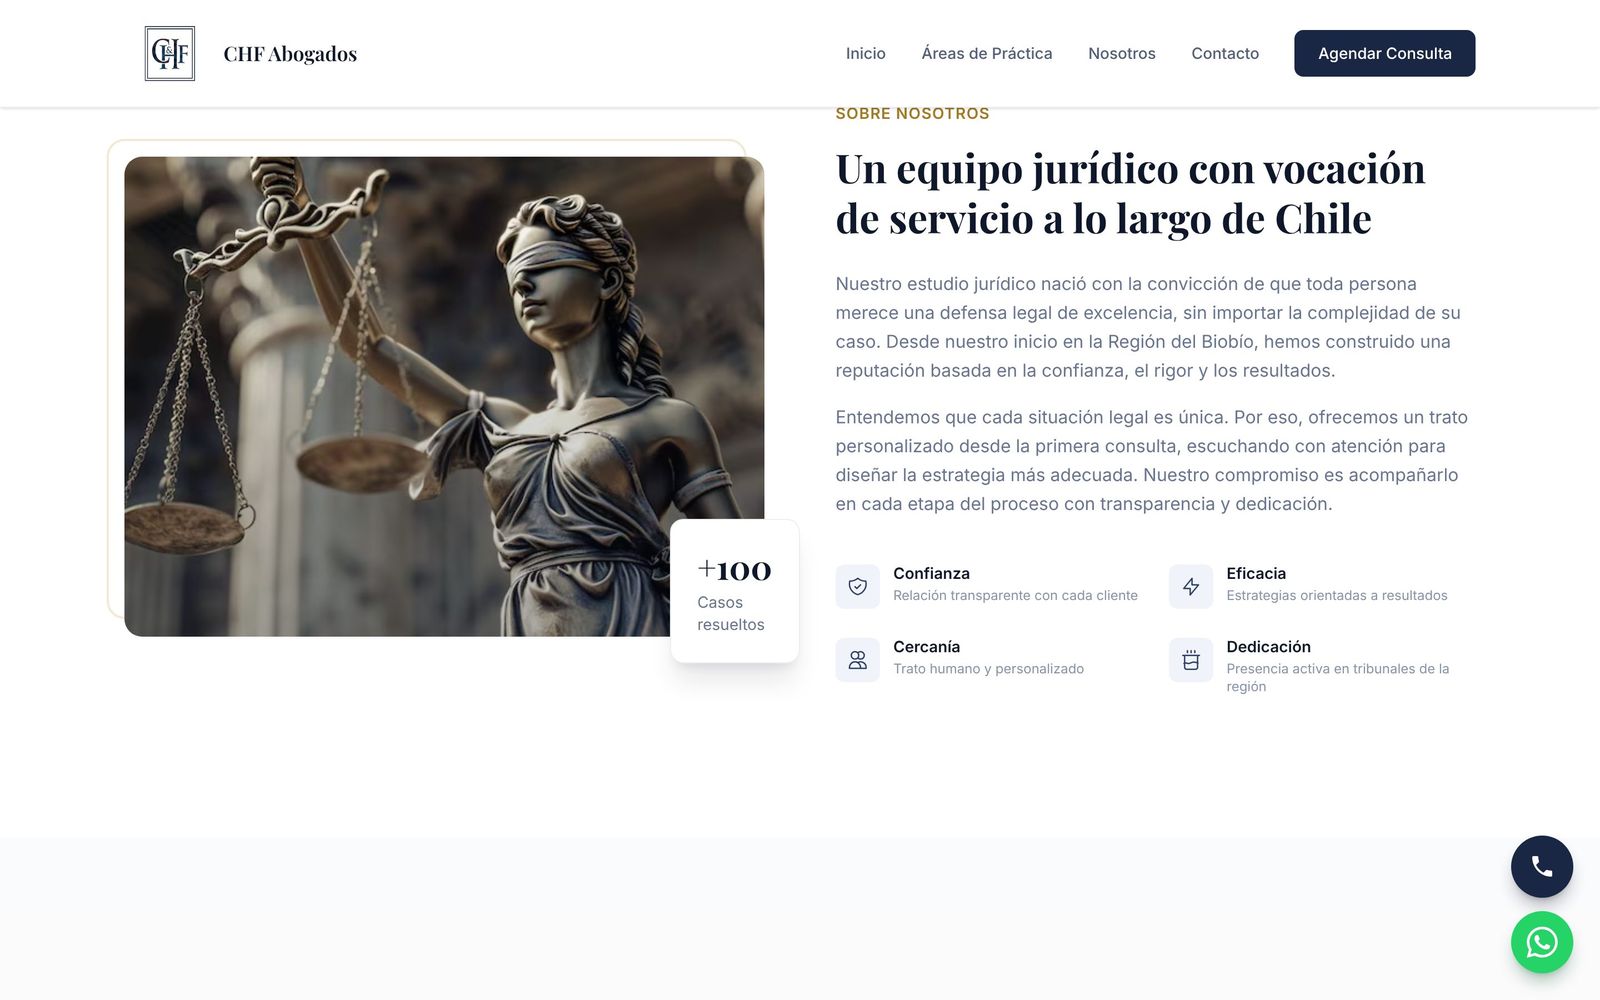 CH&F
CHF Abogados
Inicio
Áreas de Práctica
Nosotros
Contacto
Agendar Consulta
SOBRE NOSOTROS
Un equipo jurídico con vocación
de servicio a lo largo de Chile
Nuestro estudio jurídico nació con la convicción de que toda persona
merece una defensa legal de excelencia, sin importar la complejidad de su
caso. Desde nuestro inicio en la Región del Biobío, hemos construido una
reputación basada en la confianza, el rigor y los resultados.
Entendemos que cada situación legal es única. Por eso, ofrecemos un trato
personalizado desde la primera consulta, escuchando con atención para
diseñar la estrategia más adecuada. Nuestro compromiso es acompañarlo
en cada etapa del proceso con transparencia y dedicación.
+100
Casos
resueltos
Confianza
Relación transparente con cada cliente
Eficacia
Estrategias orientadas a resultados
Cercanía
Trato humano y personalizado
Dedicación
Presencia activa en tribunales de la
región